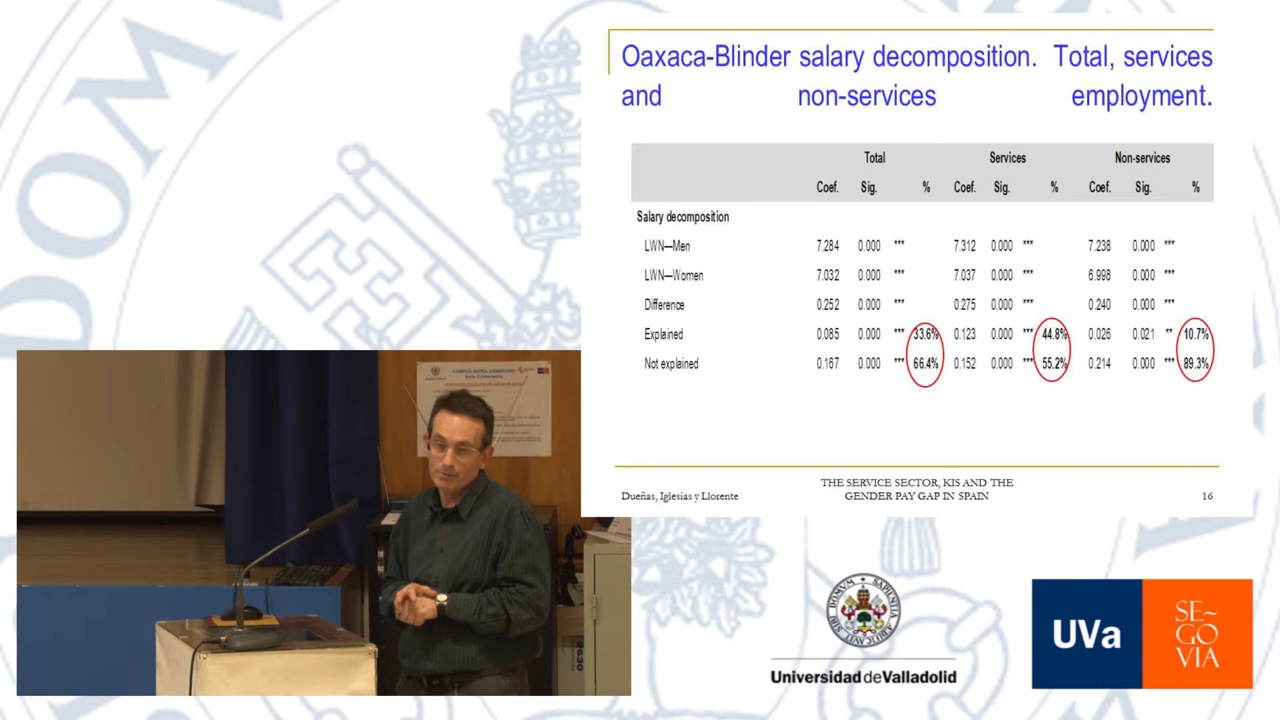 Oaxaca-Blinder salary decomposition. Total, services
and non-services employment.
Total Services Non-services
Coef. Sig. % Coef. Sig. % Coef. Sig. %
Salary decomposition
LWN—Men 7.284 0.000 *** 7.312 0.000 *** 7.238 0.000 ***
LWN—Women 7.032 0.000 *** 7.037 0.000 *** 6.998 0.000 ***
Difference 0.252 0.000 *** 0.275 0.000 *** 0.240 0.000 ***
Explained 0.085 0.000 *** 33.6% 0.123 0.000 *** 44.8% 0.026 0.021 ** 10.7%
Not explained 0.167 0.000 *** 66.4% 0.152 0.000 *** 55.2% 0.214 0.000 *** 89.3%
Dueñas, Iglesias y Llorente
THE SERVICE SECTOR, KIS AND THE
GENDER PAY GAP IN SPAIN
16
CAMPUS MARÍA ZAMBRANO
2630
Universidad de Valladolid
UVa
SE~
GO
VIA